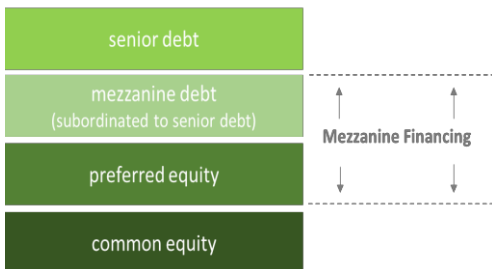 senior debt
mezzanine debt
(subordinated to senior debt)
Mezzanine Financing
preferred equity
common equity